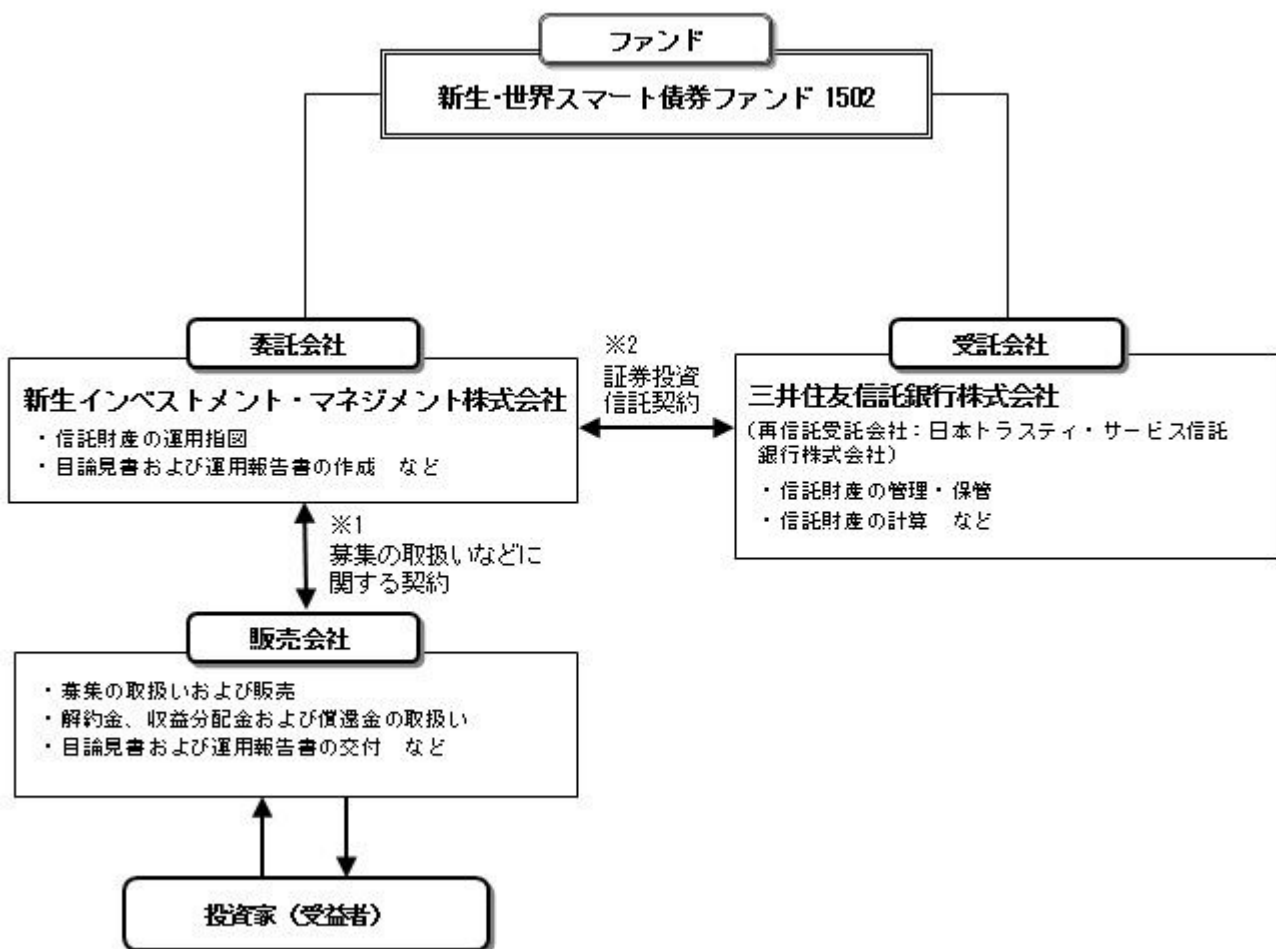 ファンド
新生・世界スマート債券ファンド 1502
委託会社
新生インベストメント・マネジメント株式会社
・信託財産の運用指図
・目論見書および運用報告書の作成 など
※2
証券投資
信託契約
受託会社
三井住友信託銀行株式会社
（再信託受託会社：日本トラスティ・サービス信託
銀行株式会社）
・信託財産の管理・保管
・信託財産の計算 など
※1
募集の取扱いなどに
関する契約
販売会社
・募集の取扱いおよび販売
・解約金、収益分配金および償還金の取扱い
・目論見書および運用報告書の交付 など
投資家（受益者）